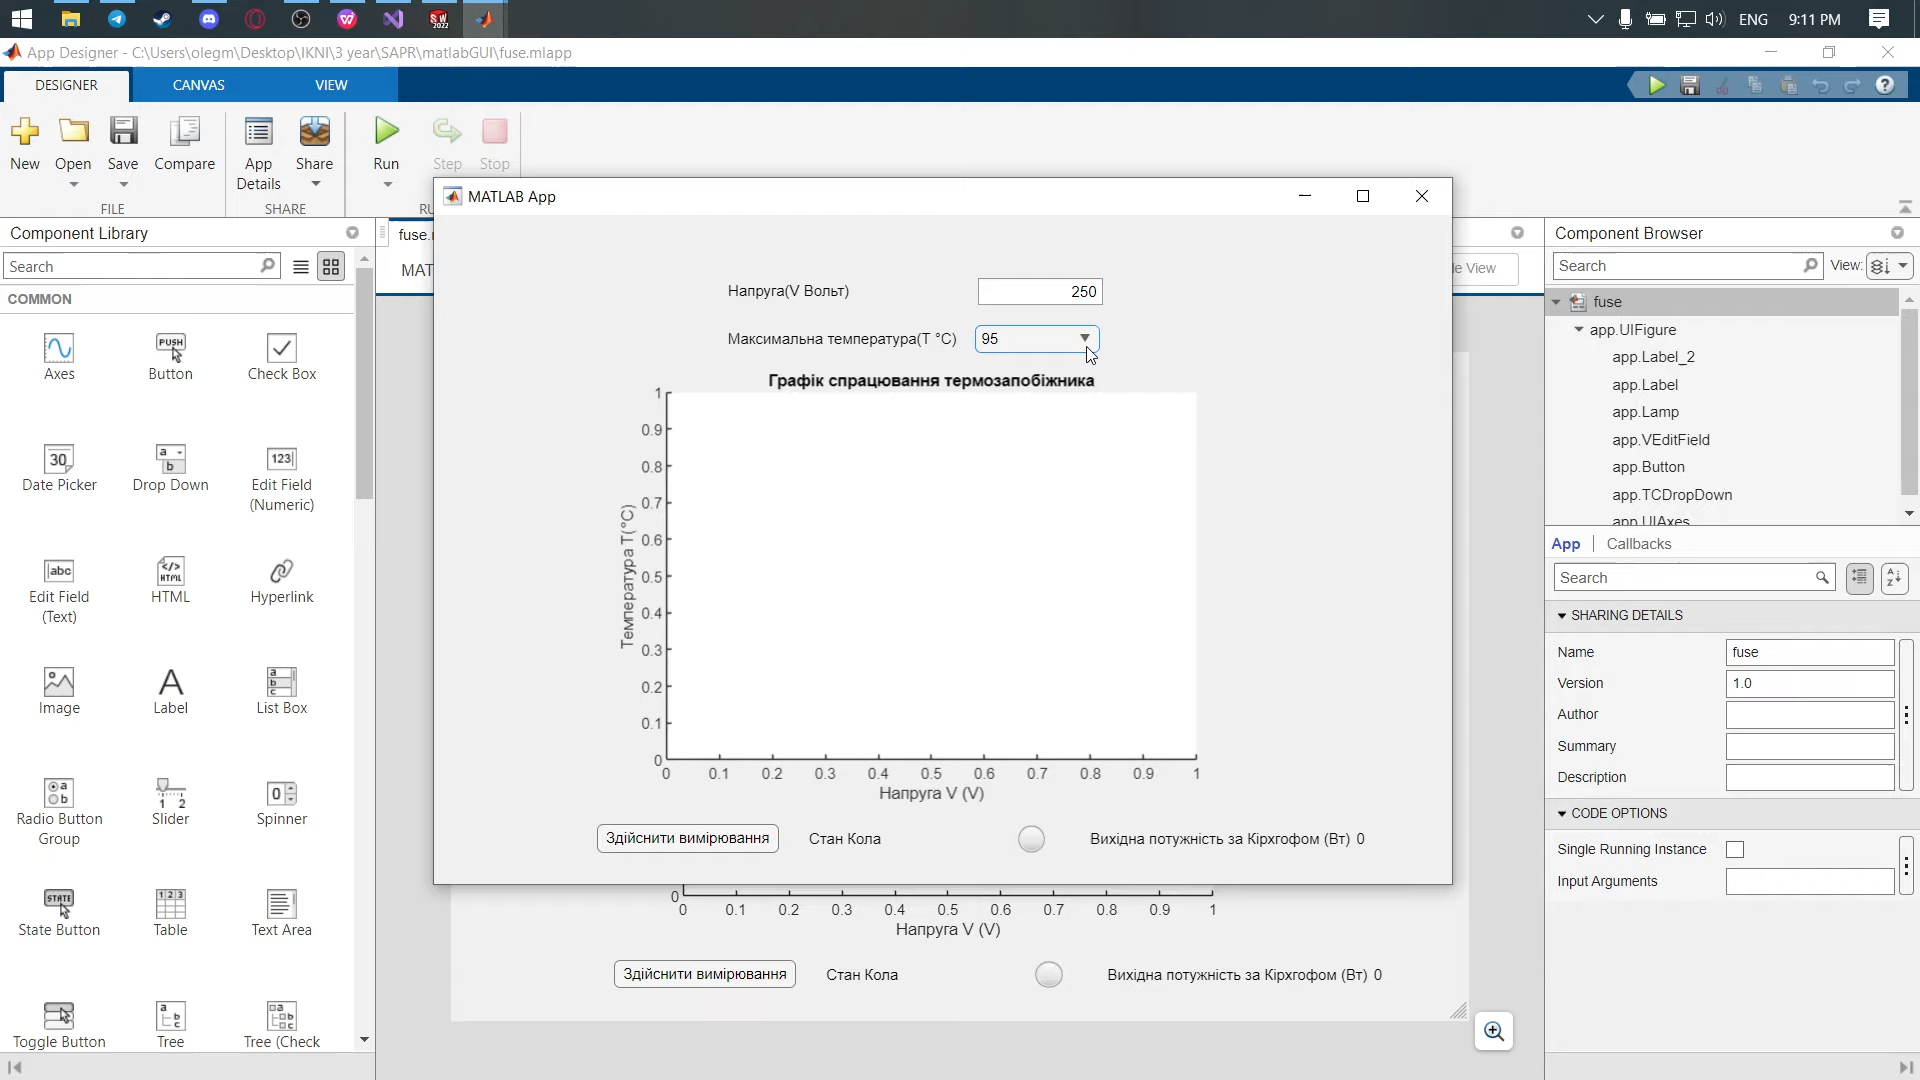 ENG
9:11 PM
App Designer - C:\Users\olegm\Desktop\IKNI\3 year\SAPR\matlabGUI\fuse.mlapp
DESIGNER
CANVAS
VIEW
New
Open
Save
Compare
App
Details
Share
Run
Step
Stop
FILE
SHARE
RU
MATLAB App
Component Library
Search
COMMON
Axes
Button
Check Box
Date Picker
Drop Down
Edit Field
(Numeric)
Edit Field
(Text)
HTML
Hyperlink
Image
Label
List Box
Radio Button
Group
Slider
Spinner
State Button
Table
Text Area
Toggle Button
Tree
Tree (Check
fuse.
MAT
le View
Напруга(V Вольт)
250
Максимальна температура(T °C)
95
Графік спрацювання термозапобіжника
1
0.9
0.8
0.7
0.6
0.5
0.4
0.3
0.2
0.1
0
Температура T(°C)
0 0.1 0.2 0.3 0.4 0.5 0.6 0.7 0.8 0.9 1
Напруга V (V)
Здійснити вимірювання
Стан Кола
Вихідна потужність за Кірхгофом (Вт) 0
0
0 0.1 0.2 0.3 0.4 0.5 0.6 0.7 0.8 0.9 1
Напруга V (V)
Здійснити вимірювання
Стан Кола
Вихідна потужність за Кірхгофом (Вт) 0
Component Browser
Search
View:
fuse
app.UIFigure
app.Label_2
app.Label
app.Lamp
app.VEditField
app.Button
app.TCDropDown
app.UIAxes
App
Callbacks
Search
SHARING DETAILS
Name
fuse
Version
1.0
Author
Summary
Description
CODE OPTIONS
Single Running Instance
Input Arguments